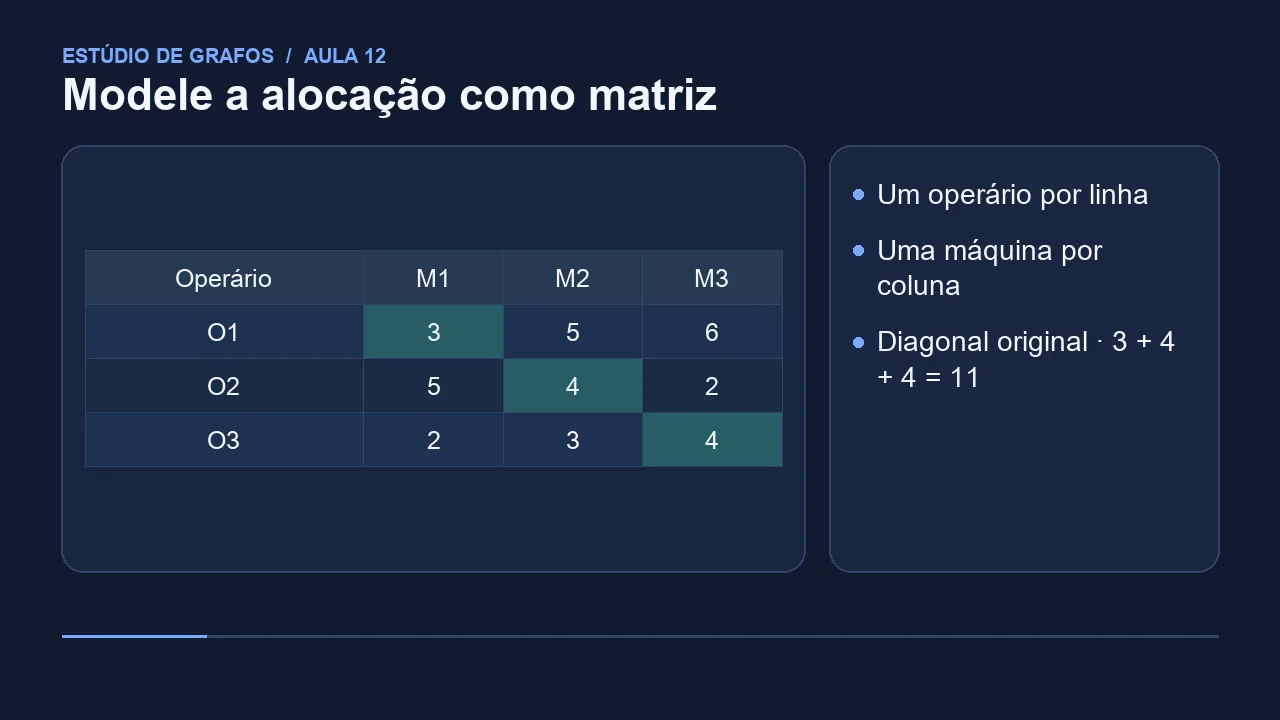 ESTÚDIO DE GRAFOS / AULA 12
Modele a alocação como matriz
Operário M1 M2 M3
O1 3 5 6
O2 5 4 2
O3 2 3 4
Um operário por linha
Uma máquina por
coluna
Diagonal original · 3 + 4
+ 4 = 11